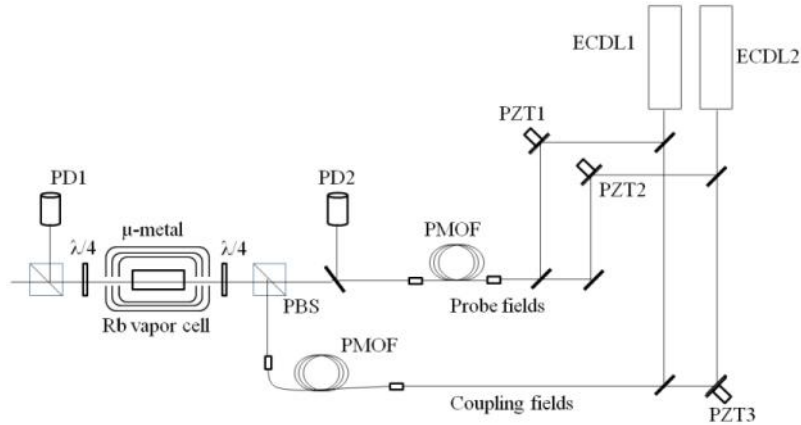 ECDL1
ECDL2
PZT1
PD1
PD2
PZT2
PMOF
μ-metal
λ/4
λ/4
PBS
Probe fields
Rb vapor cell
PMOF
Coupling fields
PZT3